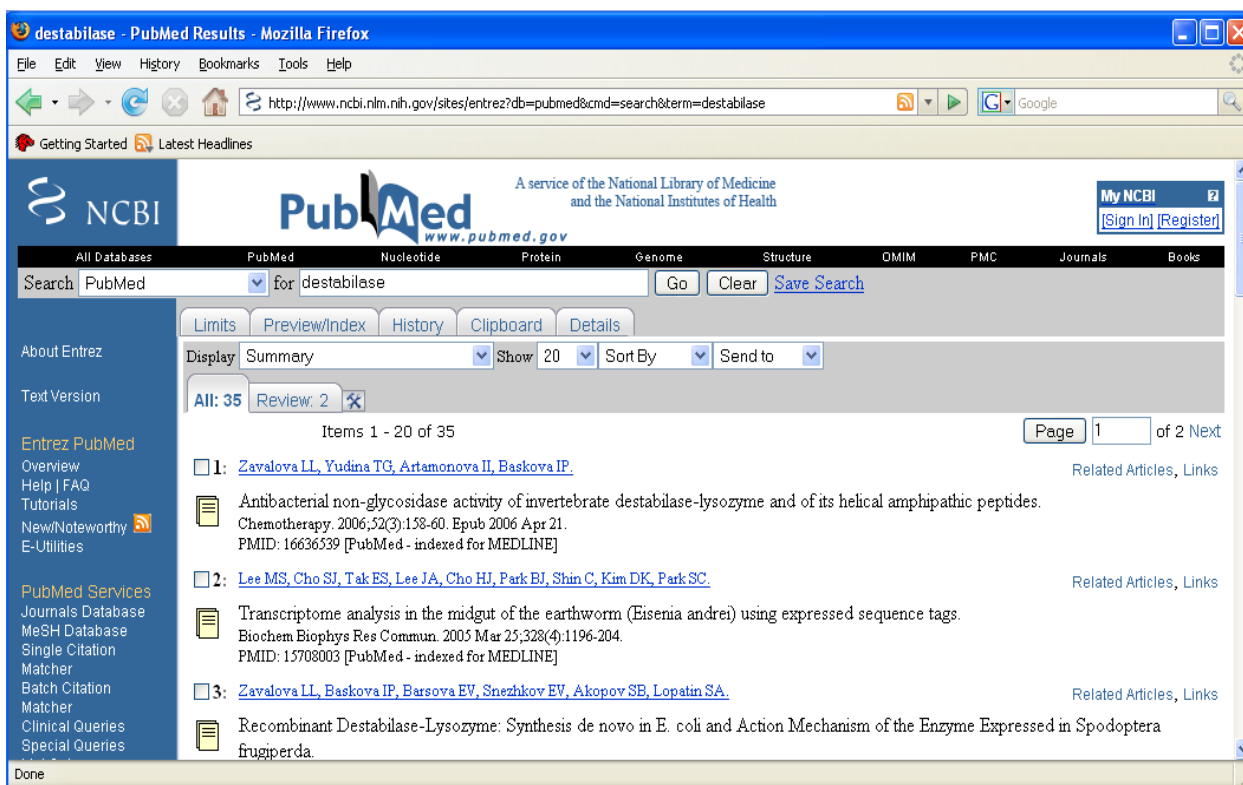 destabilase - PubMed Results - Mozilla Firefox
File Edit View History Bookmarks Tools Help
http://www.ncbi.nlm.nih.gov/sites/entrez?db=pubmed&cmd=search&term=destabilase G Google
Getting Started Latest Headlines
NCBI
PubMed
www.pubmed.gov
A service of the National Library of Medicine
and the National Institutes of Health
My NCBI ?
[Sign In] [Register]
All Databases PubMed Nucleotide Protein Genome Structure OMIM PMC Journals Books
Search PubMed for destabilase Go Clear Save Search
Limits Preview/Index History Clipboard Details
About Entrez
Display Summary Show 20 Sort By Send to
Text Version
All: 35 Review: 2
Items 1 - 20 of 35 Page 1 of 2 Next
Entrez PubMed
Overview
Help | FAQ
Tutorials
New/Noteworthy
E-Utilities
PubMed Services
Journals Database
MeSH Database
Single Citation
Matcher
Batch Citation
Matcher
Clinical Queries
Special Queries
1: Zavalova LL, Yudina TG, Artamonova II, Baskova IP. Related Articles, Links
Antibacterial non-glycosidase activity of invertebrate destabilase-lysozyme and of its helical amphipathic peptides.
Chemotherapy. 2006;52(3):158-60. Epub 2006 Apr 21.
PMID: 16636539 [PubMed - indexed for MEDLINE]
2: Lee MS, Cho SJ, Tak ES, Lee JA, Cho HJ, Park BJ, Shin C, Kim DK, Park SC. Related Articles, Links
Transcriptome analysis in the midgut of the earthworm (Eisenia andrei) using expressed sequence tags.
Biochem Biophys Res Commun. 2005 Mar 25;328(4):1196-204.
PMID: 15708003 [PubMed - indexed for MEDLINE]
3: Zavalova LL, Baskova IP, Barsova EV, Snezhkov EV, Akopov SB, Lopatin SA. Related Articles, Links
Recombinant Destabilase-Lysozyme: Synthesis de novo in E. coli and Action Mechanism of the Enzyme Expressed in Spodoptera
frugiperda.
Done